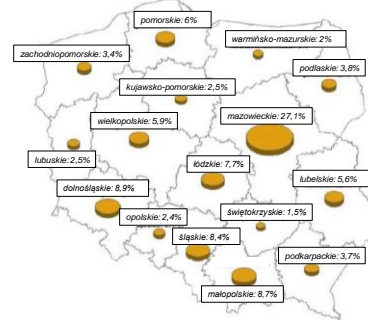 pomorskie: 6%
warmińsko-mazurskie: 2%
zachodniopomorskie: 3,4%
podlaskie: 3,8%
kujawsko-pomorskie: 2,5%
mazowieckie: 27,1%
wielkopolskie: 5,9%
lubuskie: 2,5%
łódzkie: 7,7%
dolnośląskie: 8,9%
lubelskie: 5,6%
opolskie: 2,4%
świętokrzyskie: 1,5%
śląskie: 8,4%
podkarpackie: 3,7%
małopolskie: 8,7%